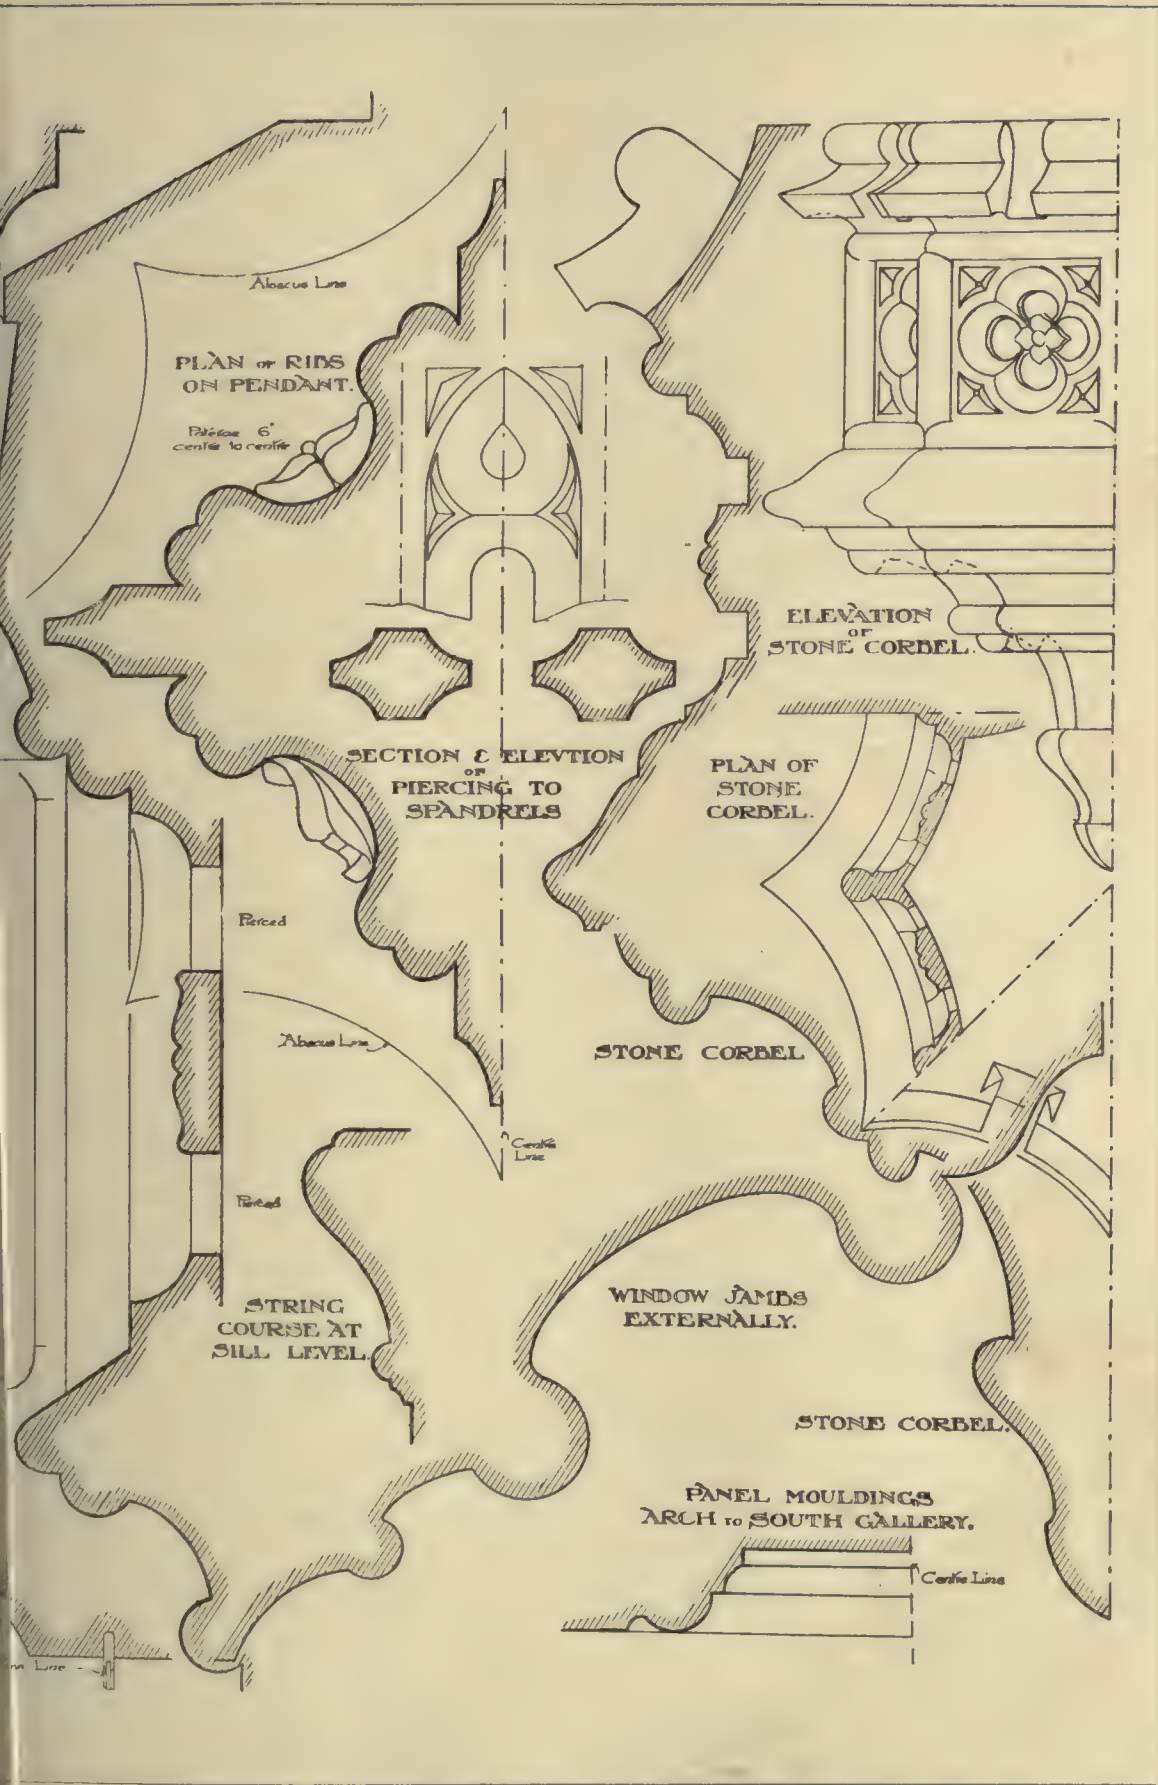 Abacus Line
PLAN OF RIBS
ON PENDANT.
Pateræ 6"
centre to centre
SECTION & ELEVTION
OF
PIERCING TO
SPANDRELS
ELEVATION
OF
STONE CORBEL.
PLAN OF
STONE
CORBEL.
Pierced
Abacus Line
STONE CORBEL
Centre
Line
Pierced
STRING
COURSE AT
SILL LEVEL.
WINDOW JAMBS
EXTERNALLY.
STONE CORBEL.
PANEL MOULDINGS
ARCH TO SOUTH GALLERY.
Centre Line
Line